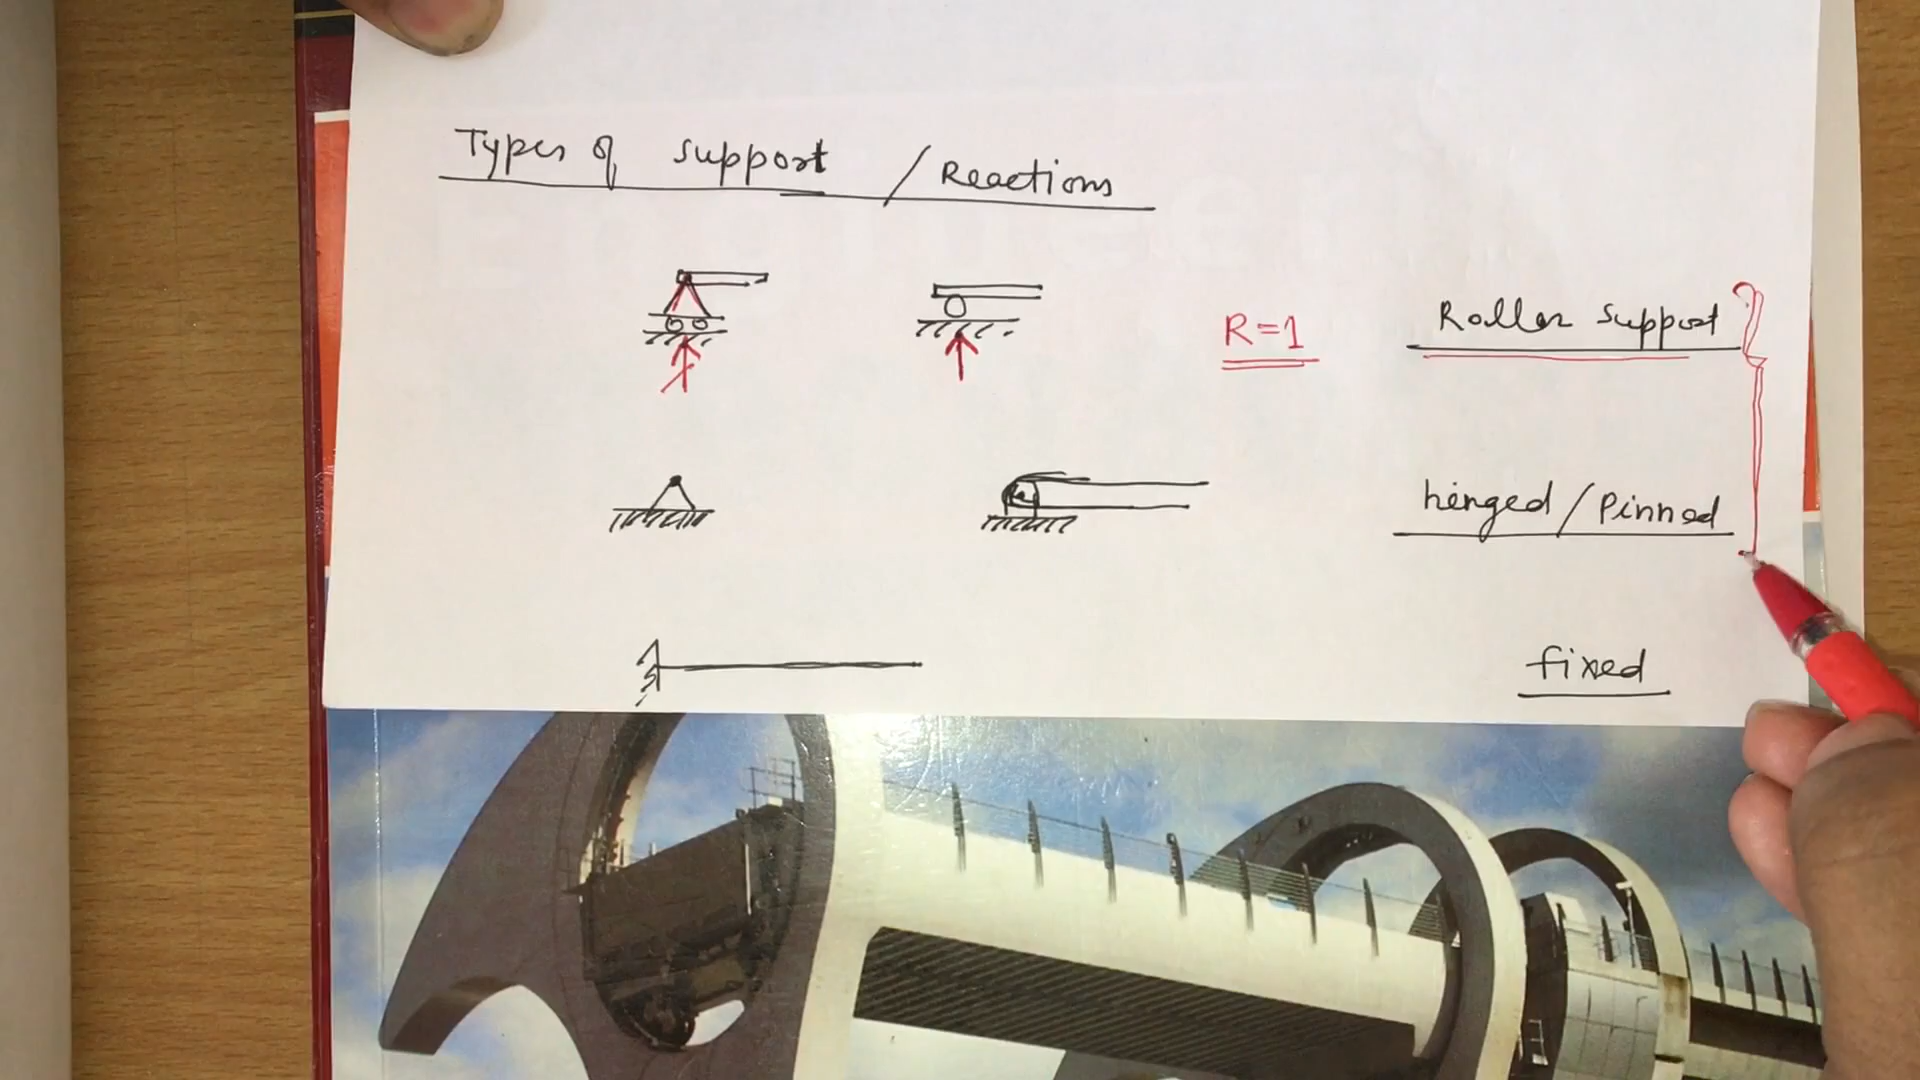 Types of support / Reactions
R=1
Roller support
hinged / Pinned
fixed